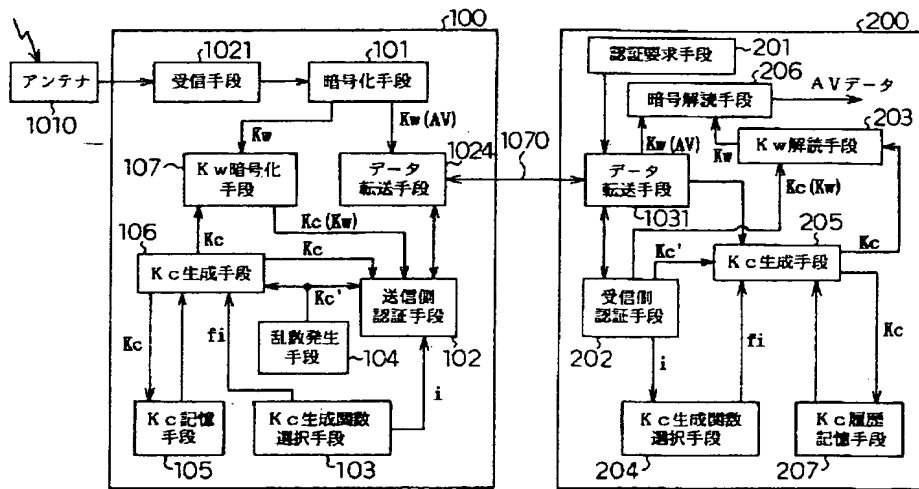 100
200
アンテナ
1010
受信手段
1021
暗号化手段
101
Kw
Kw(AV)
Kw暗号化
手段
107
データ
転送手段
1024
1070
Kc(Kw)
Kc
Kc
Kc生成手段
106
Kc'
送信側
認証手段
102
乱数発生
手段
104
Kc
fi
i
Kc記憶
手段
105
Kc生成関数
選択手段
103
認証要求手段
201
暗号解読手段
206
AVデータ
Kw(AV)
Kw
Kw解読手段
203
データ
転送手段
1031
Kc(Kw)
Kc'
Kc生成手段
205
Kc
受信側
認証手段
202
i
fi
Kc
Kc生成関数
選択手段
204
Kc履歴
記憶手段
207